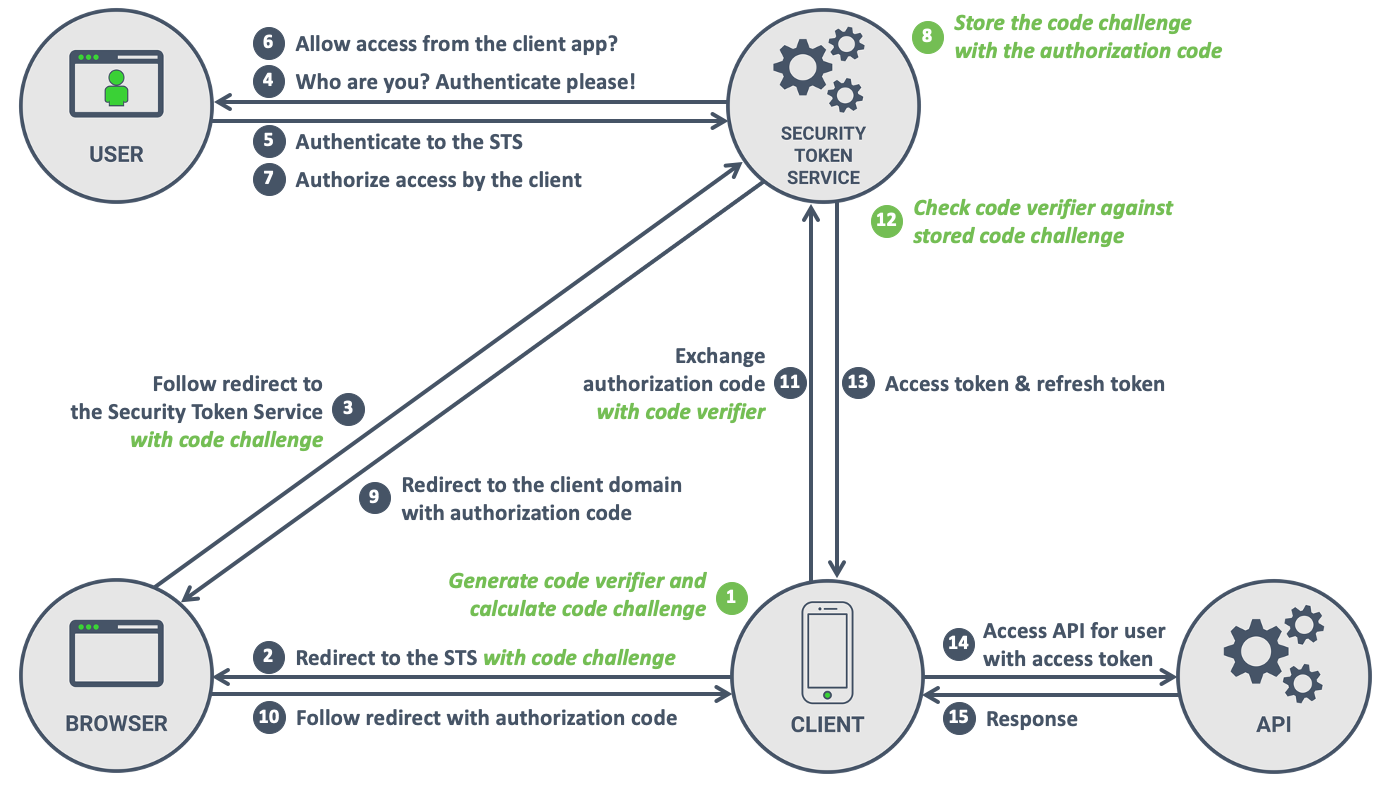 6 Allow access from the client app?
4 Who are you? Authenticate please!
USER
5 Authenticate to the STS
7 Authorize access by the client
SECURITY
TOKEN
SERVICE
8 Store the code challenge
with the authorization code
12 Check code verifier against
stored code challenge
Follow redirect to
the Security Token Service 3
with code challenge
Exchange
authorization code 11
with code verifier
13 Access token & refresh token
9 Redirect to the client domain
with authorization code
Generate code verifier and
calculate code challenge 1
2 Redirect to the STS with code challenge
10 Follow redirect with authorization code
BROWSER
CLIENT
14 Access API for user
with access token
15 Response
API